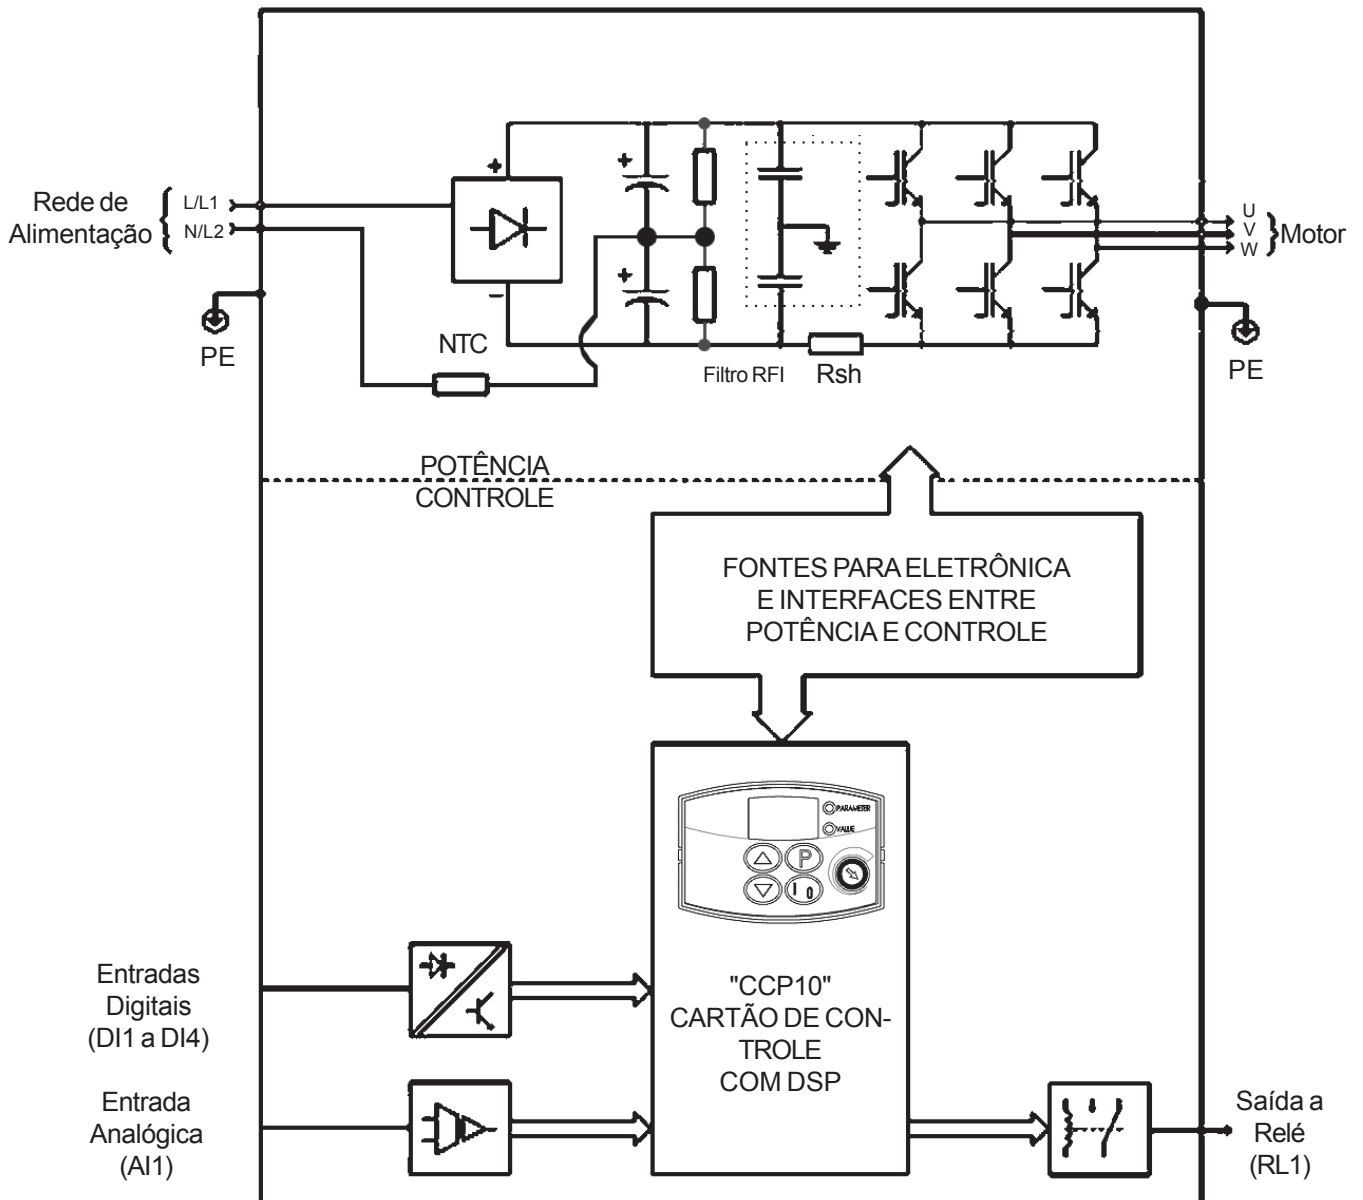 Rede de
Alimentação
L/L1
N/L2
PE
NTC
Filtro RFI
Rsh
U
V
W
Motor
PE
POTÊNCIA
CONTROLE
FONTES PARA ELETRÔNICA
E INTERFACES ENTRE
POTÊNCIA E CONTROLE
PARAMETER
VALUE
P
I 0
"CCP10"
CARTÃO DE CON-
TROLE
COM DSP
Entradas
Digitais
(DI1 a DI4)
Entrada
Analógica
(AI1)
Saída a
Relé
(RL1)